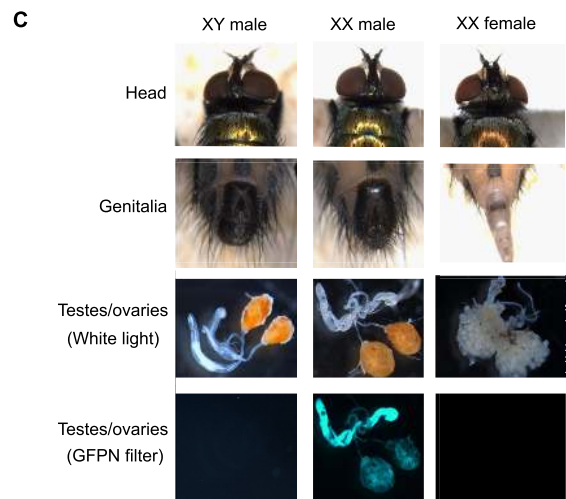 C
XY male
XX male
XX female
Head
Genitalia
Testes/ovaries
(White light)
Testes/ovaries
(GFPN filter)